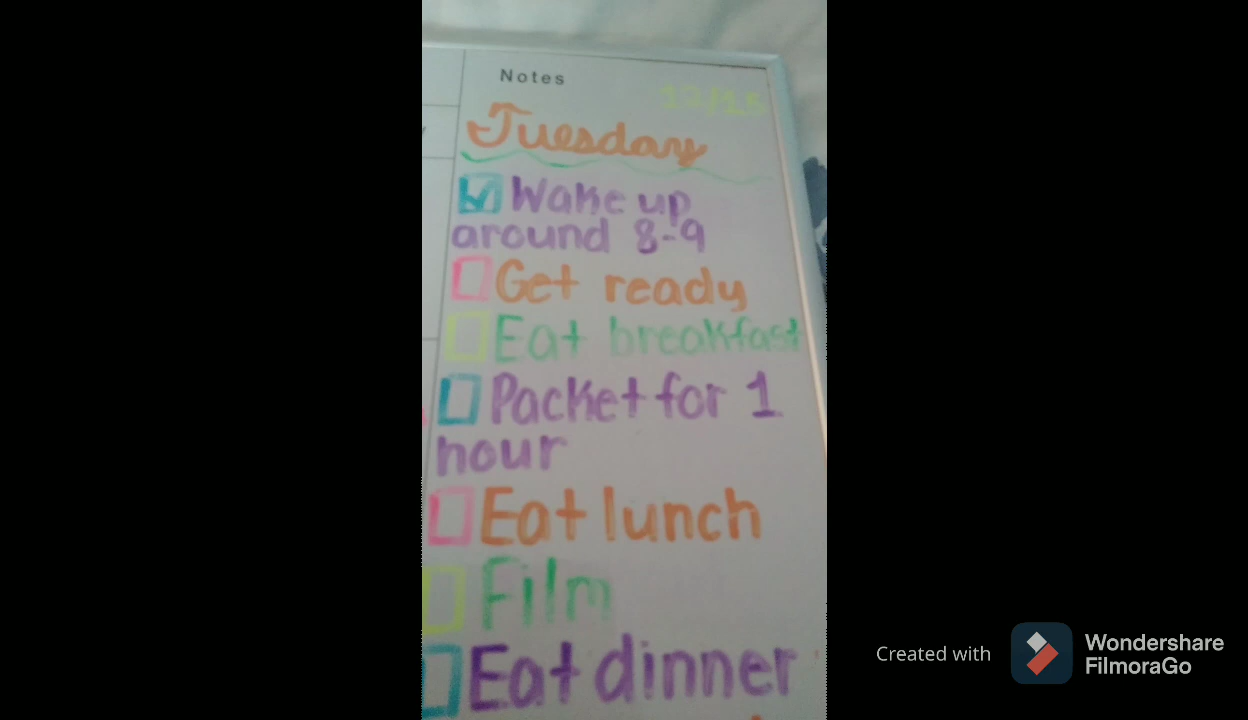 Notes
Tuesday
Wake up
around 8-9
Get ready
Eat breakfast
Packet for 1
hour
Eat lunch
Film
Eat dinner
Created with
Wondershare
FilmoraGo